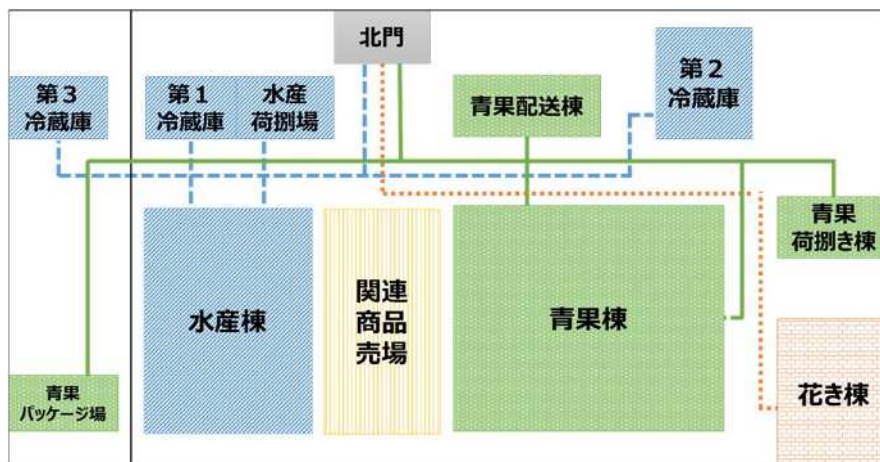 北門
第３
冷蔵庫
第１
冷蔵庫
水産
荷捌場
青果配送棟
第２
冷蔵庫
青果
荷捌き棟
水産棟
関連
商品
売場
青果棟
花き棟
青果
パッケージ場